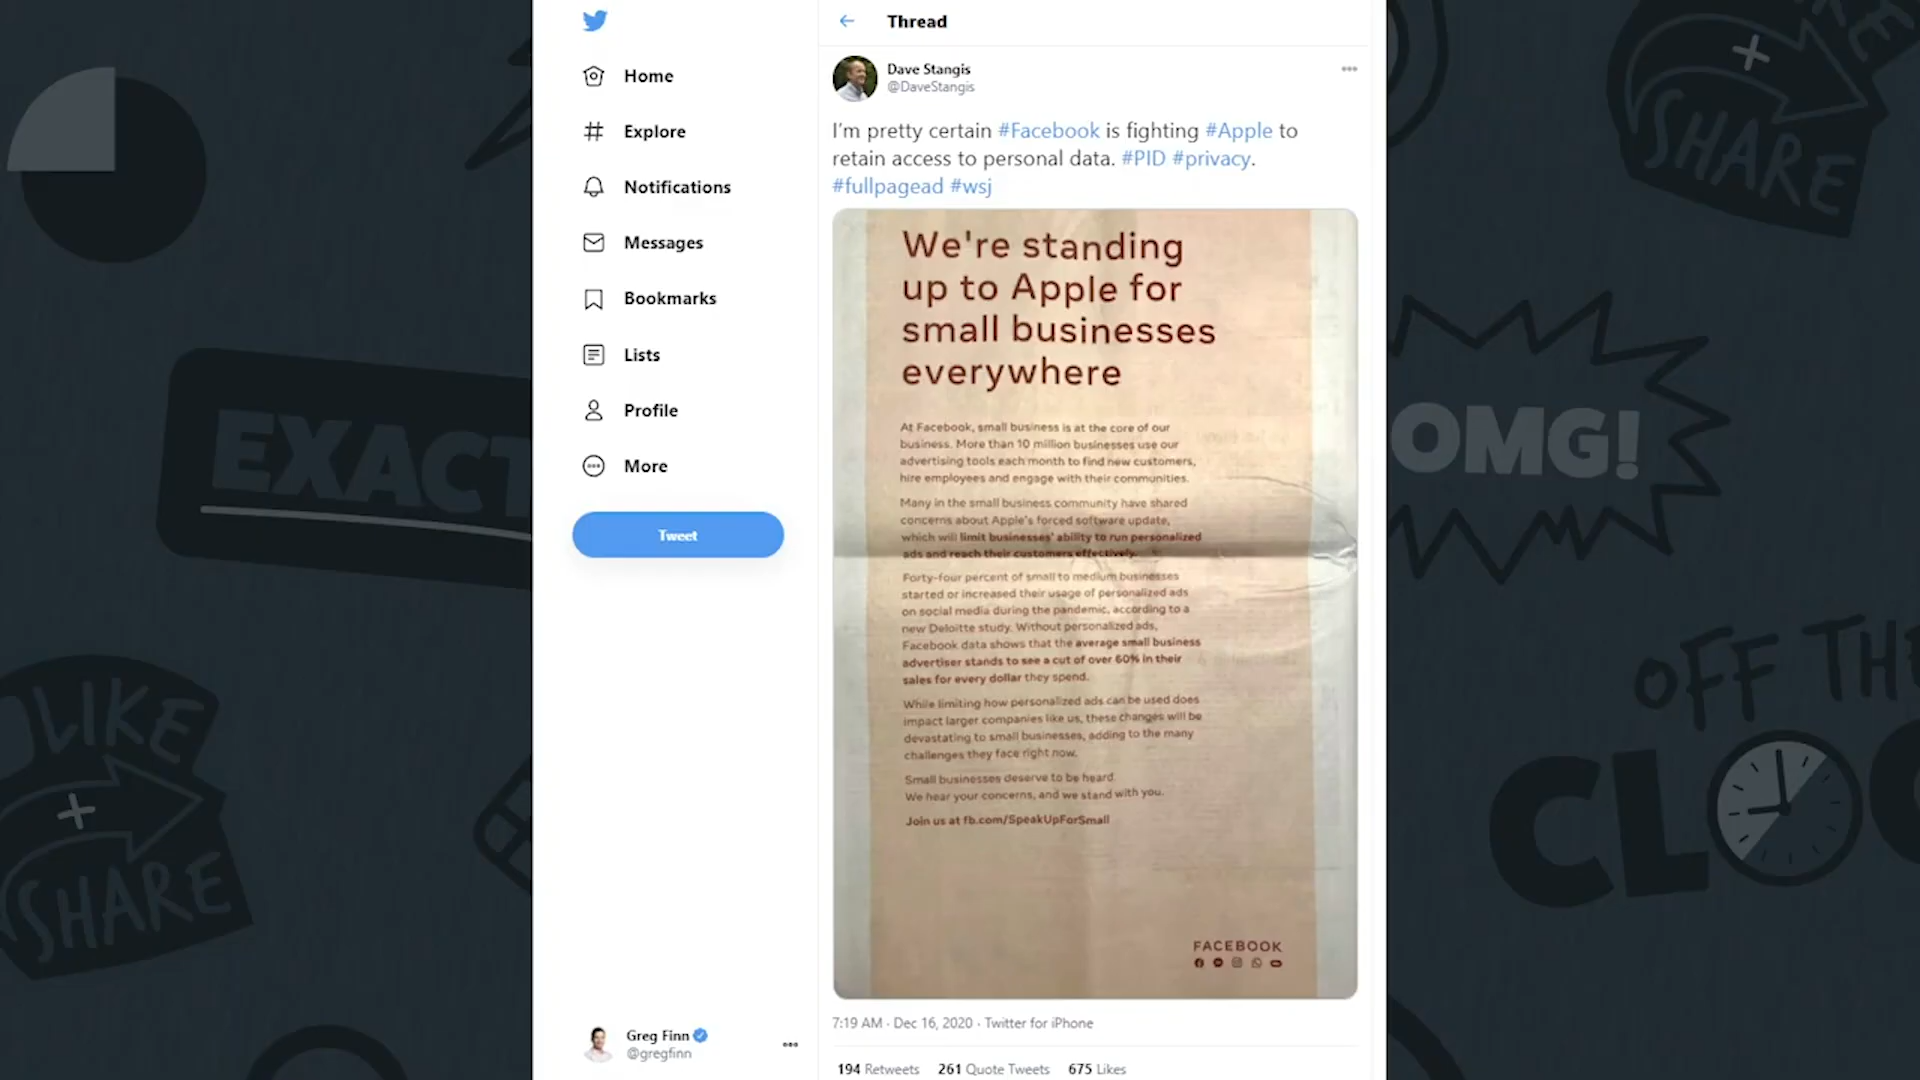 Thread
Home
Explore
Notifications
Messages
Bookmarks
Lists
Profile
More
Tweet
Greg Finn
@gregfinn
Dave Stangis
@DaveStangis
I'm pretty certain #Facebook is fighting #Apple to
retain access to personal data. #PID #privacy.
#fullpagead #wsj
We're standing
up to Apple for
small businesses
everywhere
At Facebook, small business is at the core of our
business. More than 10 million businesses use our
advertising tools each month to find new customers,
hire employees and engage with their communities.
Many in the small business community have shared
concerns about Apple's forced software update,
which will limit businesses' ability to run personalized
ads and reach their customers effectively.
Forty-four percent of small to medium businesses
started or increased their usage of personalized ads
on social media during the pandemic, according to a
new Deloitte study. Without personalized ads,
Facebook data shows that the average small business
advertiser stands to see a cut of over 60% in their
sales for every dollar they spend.
While limiting how personalized ads can be used does
impact larger companies like us, these changes will be
devastating to small businesses, adding to the many
challenges they face right now.
Small businesses deserve to be heard.
We hear your concerns, and we stand with you.
Join us at fb.com/SpeakUpForSmall
FACEBOOK
7:19 AM · Dec 16, 2020 · Twitter for iPhone
194 Retweets 261 Quote Tweets 675 Likes
EXACT
LIKE
+
SHARE
LIKE
+
SHARE
OMG!
OFF THE
CLOC